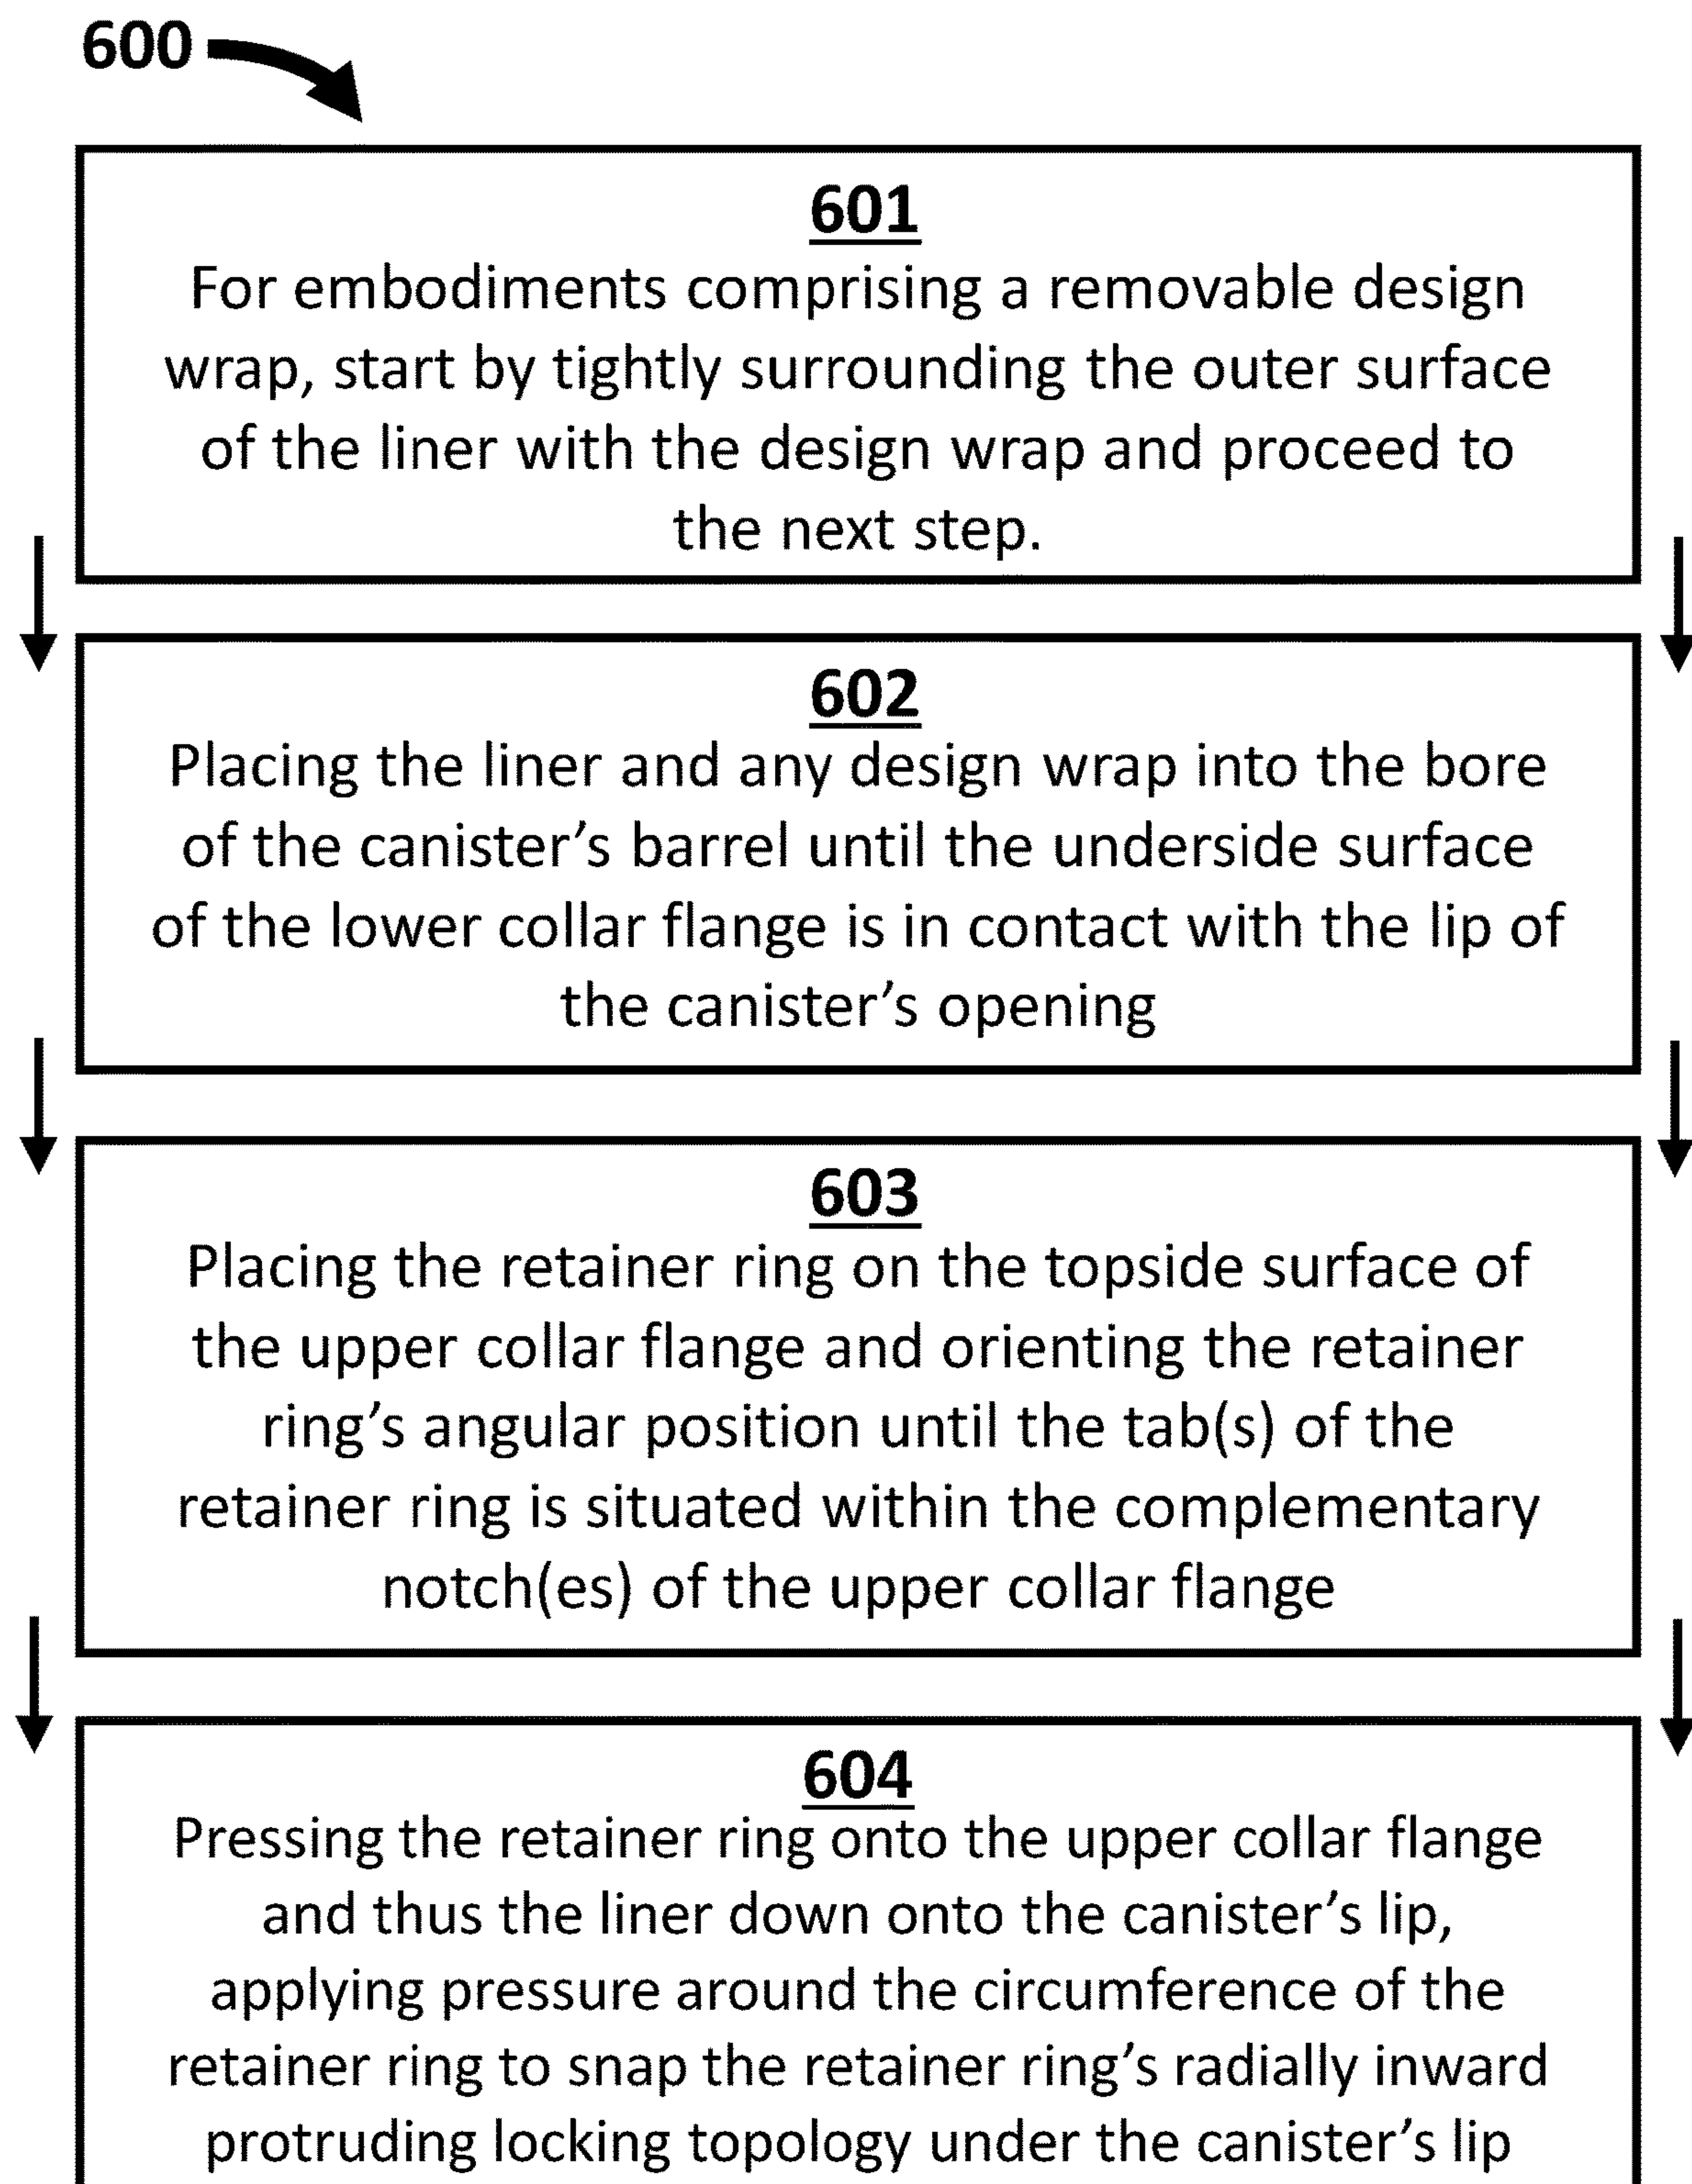 600
601
For embodiments comprising a removable design
wrap, start by tightly surrounding the outer surface
of the liner with the design wrap and proceed to
the next step.
602
Placing the liner and any design wrap into the bore
of the canister’s barrel until the underside surface
of the lower collar flange is in contact with the lip of
the canister’s opening
603
Placing the retainer ring on the topside surface of
the upper collar flange and orienting the retainer
ring’s angular position until the tab(s) of the
retainer ring is situated within the complementary
notch(es) of the upper collar flange
604
Pressing the retainer ring onto the upper collar flange
and thus the liner down onto the canister’s lip,
applying pressure around the circumference of the
retainer ring to snap the retainer ring’s radially inward
protruding locking topology under the canister’s lip